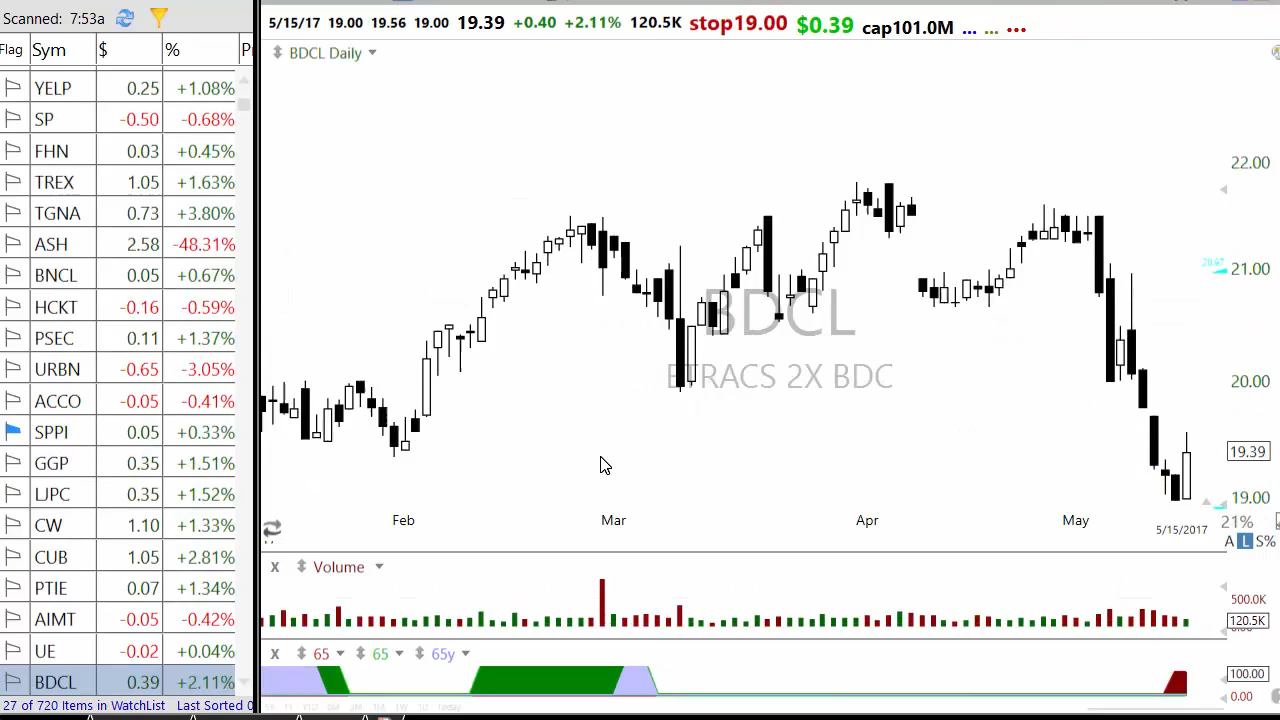 Scanned: 7:53a
Flag Sym $ %
YELP 0.25 +1.08%
SP -0.50 -0.68%
FHN 0.03 +0.45%
TREX 1.05 +1.63%
TGNA 0.73 +3.80%
ASH 2.58 -48.31%
BNCL 0.05 +0.67%
HCKT -0.16 -0.59%
PSEC 0.11 +1.37%
URBN -0.65 -3.05%
ACCO -0.05 -0.41%
SPPI 0.05 +0.33%
GGP 0.35 +1.51%
LJPC 0.35 +1.52%
CW 1.10 +1.33%
CUB 1.05 +2.81%
PTIE 0.07 +1.34%
AIMT -0.05 -0.42%
UE -0.02 +0.04%
BDCL 0.39 +2.11%
27 of 720 Items in WatchList Last Sorted
5/15/17 19.00 19.56 19.00 19.39 +0.40 +2.11% 120.5K stop19.00 $0.39 cap101.0M ... ... ...
BDCL Daily
22.00
20.97
21.00
BDCL
ETRACS 2X BDC
20.00
19.39
19.00
Feb Mar Apr May 5/15/2017
21%
A L S%
X Volume
500.0K
120.5K
X 65 65 65y
100.00
0.00